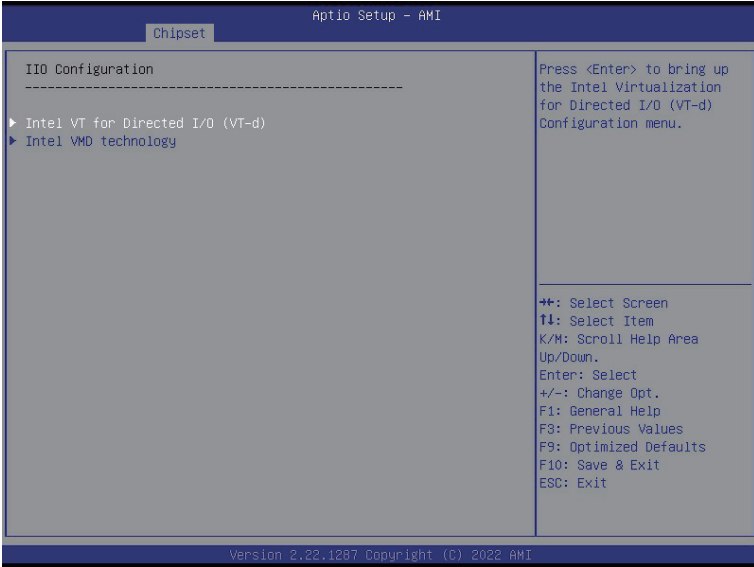 Aptio Setup – AMI
Chipset
IIO Configuration
--------------------------------------------------
Intel VT for Directed I/O (VT-d)
Intel VMD technology
Press <Enter> to bring up
the Intel Virtualization
for Directed I/O (VT-d)
Configuration menu.
→←: Select Screen
↑↓: Select Item
K/M: Scroll Help Area
Up/Down.
Enter: Select
+/-: Change Opt.
F1: General Help
F3: Previous Values
F9: Optimized Defaults
F10: Save & Exit
ESC: Exit
Version 2.22.1287 Copyright (C) 2022 AMI